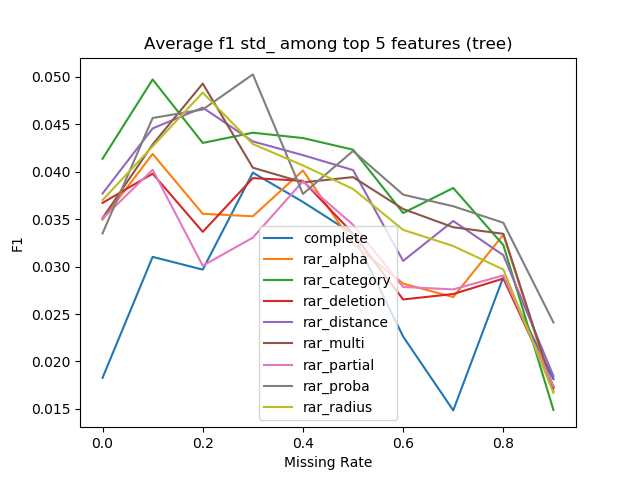 Average f1 std_ among top 5 features (tree)
0.050
0.045
0.040
0.035
0.030
0.025
0.020
0.015
F1
complete
rar_alpha
rar_category
rar_deletion
rar_distance
rar_multi
rar_partial
rar_proba
rar_radius
0.0 0.2 0.4 0.6 0.8
Missing Rate